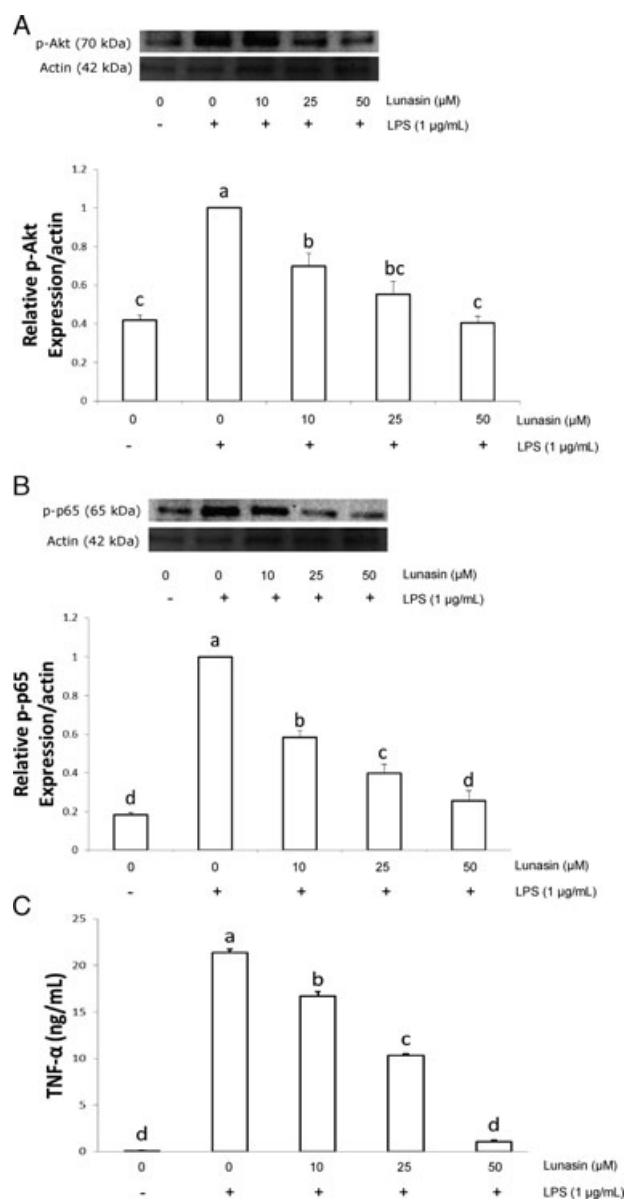 A
p-Akt (70 kDa)
Actin (42 kDa)
0 0 10 25 50 Lunasin (µM)
- + + + + LPS (1 µg/mL)
Relative p-Akt
Expression/actin
1.2
1
0.8
0.6
0.4
0.2
0
c a b bc c
0 0 10 25 50 Lunasin (µM)
- + + + + LPS (1 µg/mL)
B
p-p65 (65 kDa)
Actin (42 kDa)
0 0 10 25 50 Lunasin (µM)
- + + + + LPS (1 µg/mL)
Relative p-p65
Expression/actin
1.2
1
0.8
0.6
0.4
0.2
0
d a b c d
0 0 10 25 50 Lunasin (µM)
- + + + + LPS (1 µg/mL)
C
TNF-α (ng/mL)
25
20
15
10
5
0
d a b c d
0 0 10 25 50 Lunasin (µM)
- + + + + LPS (1 µg/mL)